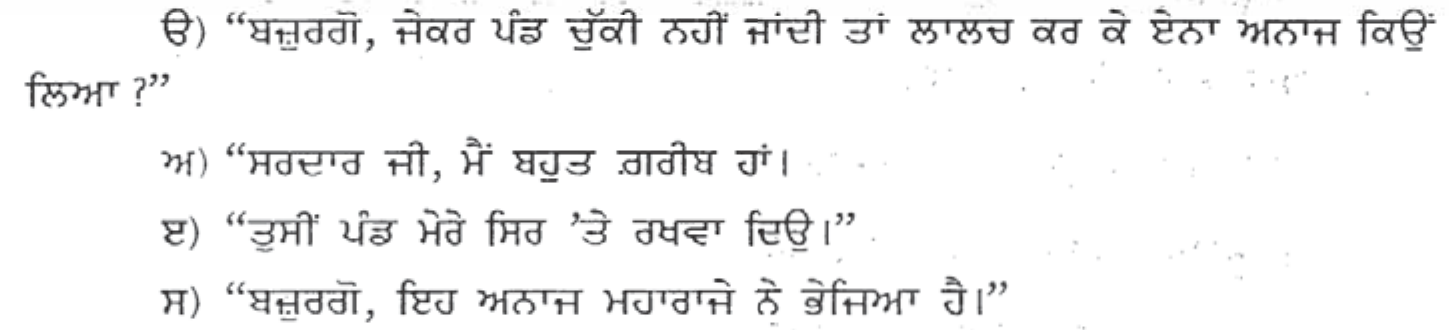 ੳ) “ਬਜ਼ੁਰਗੋ, ਜੇਕਰ ਪੰਡ ਚੁੱਕੀ ਨਹੀਂ ਜਾਂਦੀ ਤਾਂ ਲਾਲਚ ਕਰ ਕੇ ਏਨਾ ਅਨਾਜ ਕਿਉਂ
ਲਿਆ ?”
ਅ) “ਸਰਦਾਰ ਜੀ, ਮੈਂ ਬਹੁਤ ਗ਼ਰੀਬ ਹਾਂ।
ੲ) “ਤੁਸੀਂ ਪੰਡ ਮੇਰੇ ਸਿਰ ’ਤੇ ਰਖਵਾ ਦਿਉ।”
ਸ) “ਬਜ਼ੁਰਗੋ, ਇਹ ਅਨਾਜ ਮਹਾਰਾਜੇ ਨੇ ਭੇਜਿਆ ਹੈ।”